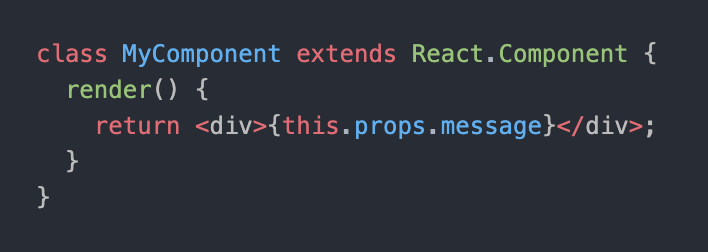 class MyComponent extends React.Component {
  render() {
    return <div>{this.props.message}</div>;
  }
}